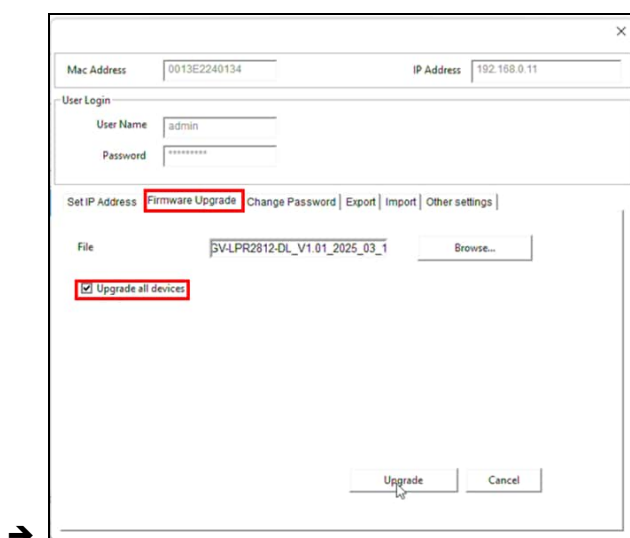 Mac Address 0013E2240134 IP Address 192.168.0.11
User Login
User Name admin
Password *********
Set IP Address Firmware Upgrade Change Password Export Import Other settings
File GV-LPR2812-DL_V1.01_2025_03_1 Browse...
Upgrade all devices
Upgrade Cancel